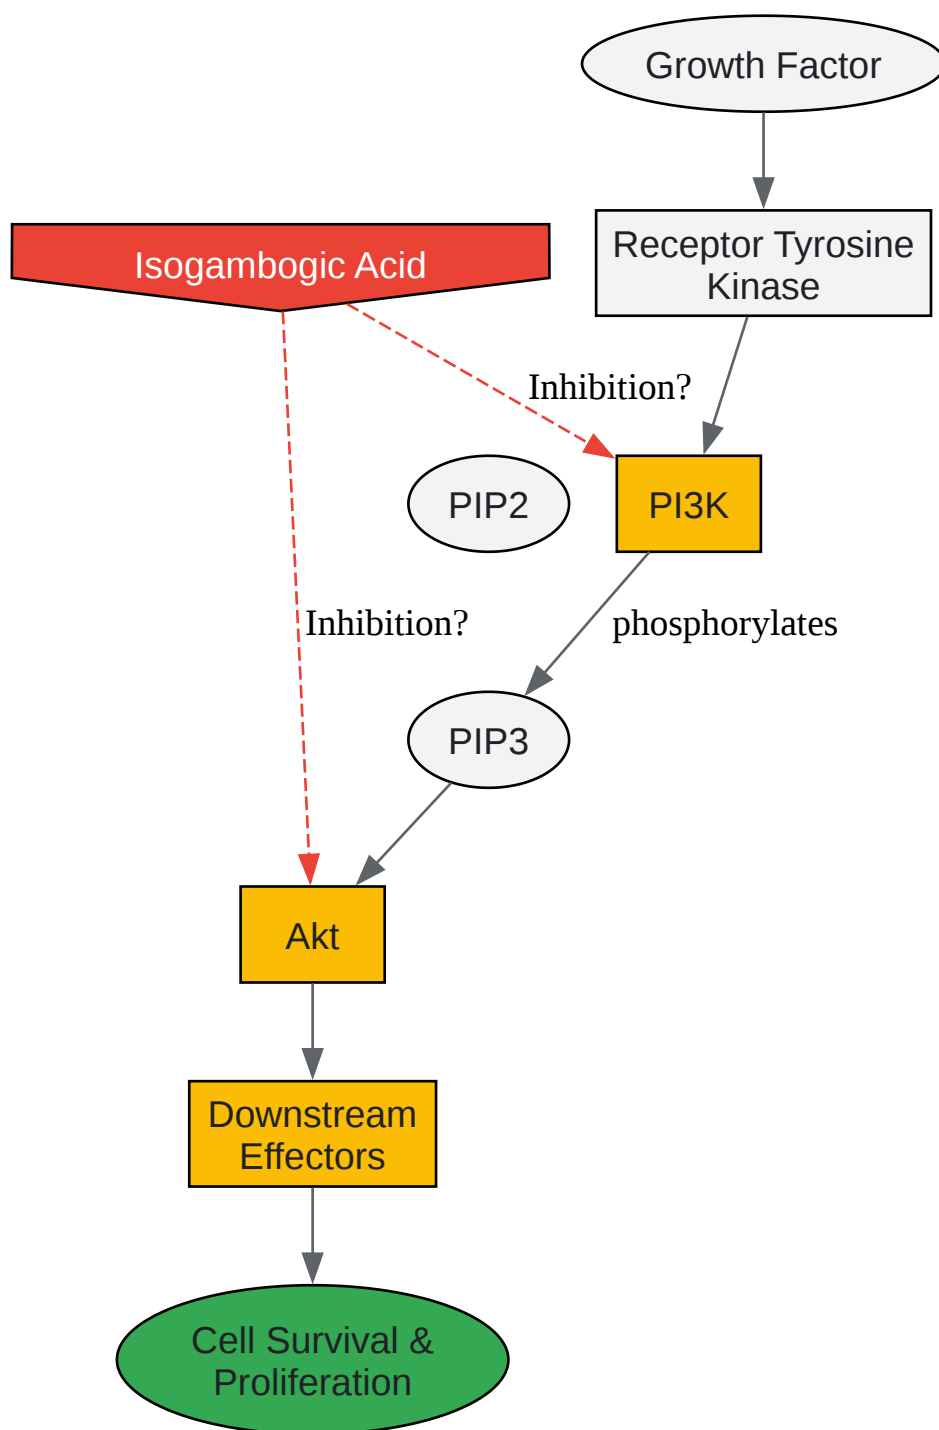 Growth Factor
Receptor Tyrosine
Kinase
Isogambogic Acid
Inhibition?
PIP2
PI3K
Inhibition?
phosphorylates
PIP3
Akt
Downstream
Effectors
Cell Survival &
Proliferation